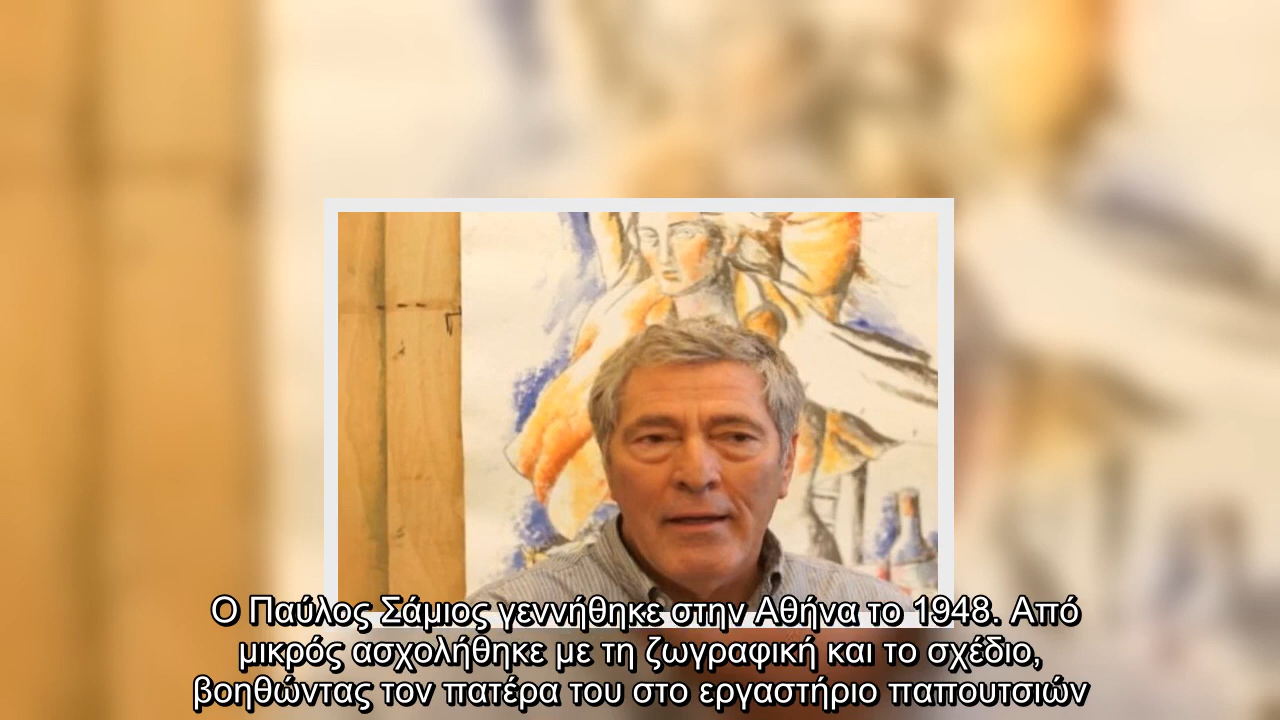 Ο Παύλος Σάμιος γεννήθηκε στην Αθήνα το 1948. Από
μικρός ασχολήθηκε με τη ζωγραφική και το σχέδιο,
βοηθώντας τον πατέρα του στο εργαστήριο παπουτσιών